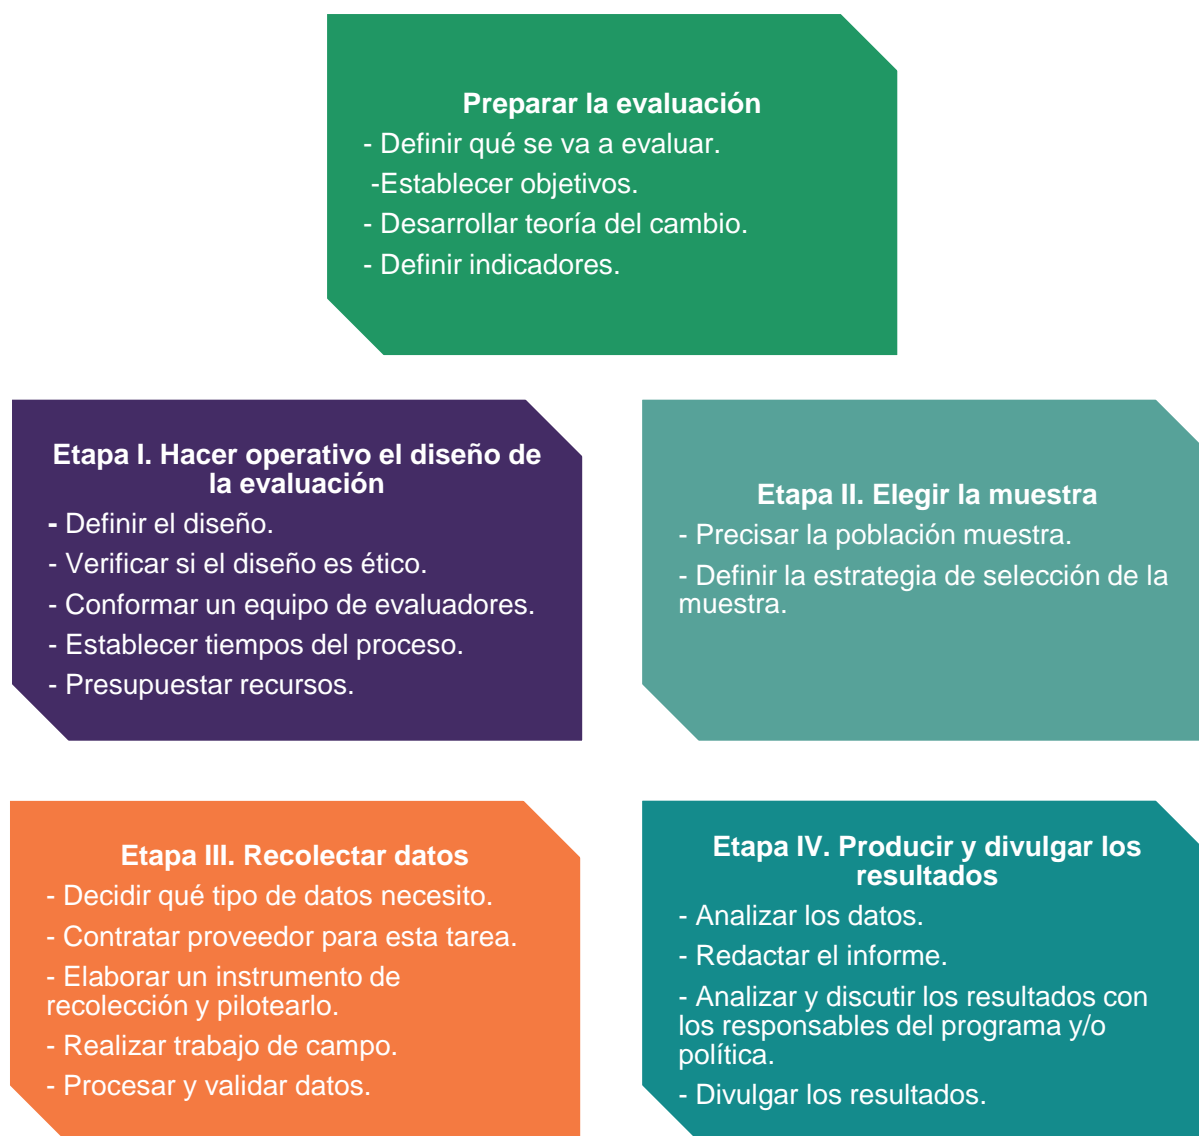 Preparar la evaluación
- Definir qué se va a evaluar.
-Establecer objetivos.
- Desarrollar teoría del cambio.
- Definir indicadores.
Etapa I. Hacer operativo el diseño de
la evaluación
- Definir el diseño.
- Verificar si el diseño es ético.
- Conformar un equipo de evaluadores.
- Establecer tiempos del proceso.
- Presupuestar recursos.
Etapa II. Elegir la muestra
- Precisar la población muestra.
- Definir la estrategia de selección de la
muestra.
Etapa III. Recolectar datos
- Decidir qué tipo de datos necesito.
- Contratar proveedor para esta tarea.
- Elaborar un instrumento de
recolección y pilotearlo.
- Realizar trabajo de campo.
- Procesar y validar datos.
Etapa IV. Producir y divulgar los
resultados
- Analizar los datos.
- Redactar el informe.
- Analizar y discutir los resultados con
los responsables del programa y/o
política.
- Divulgar los resultados.